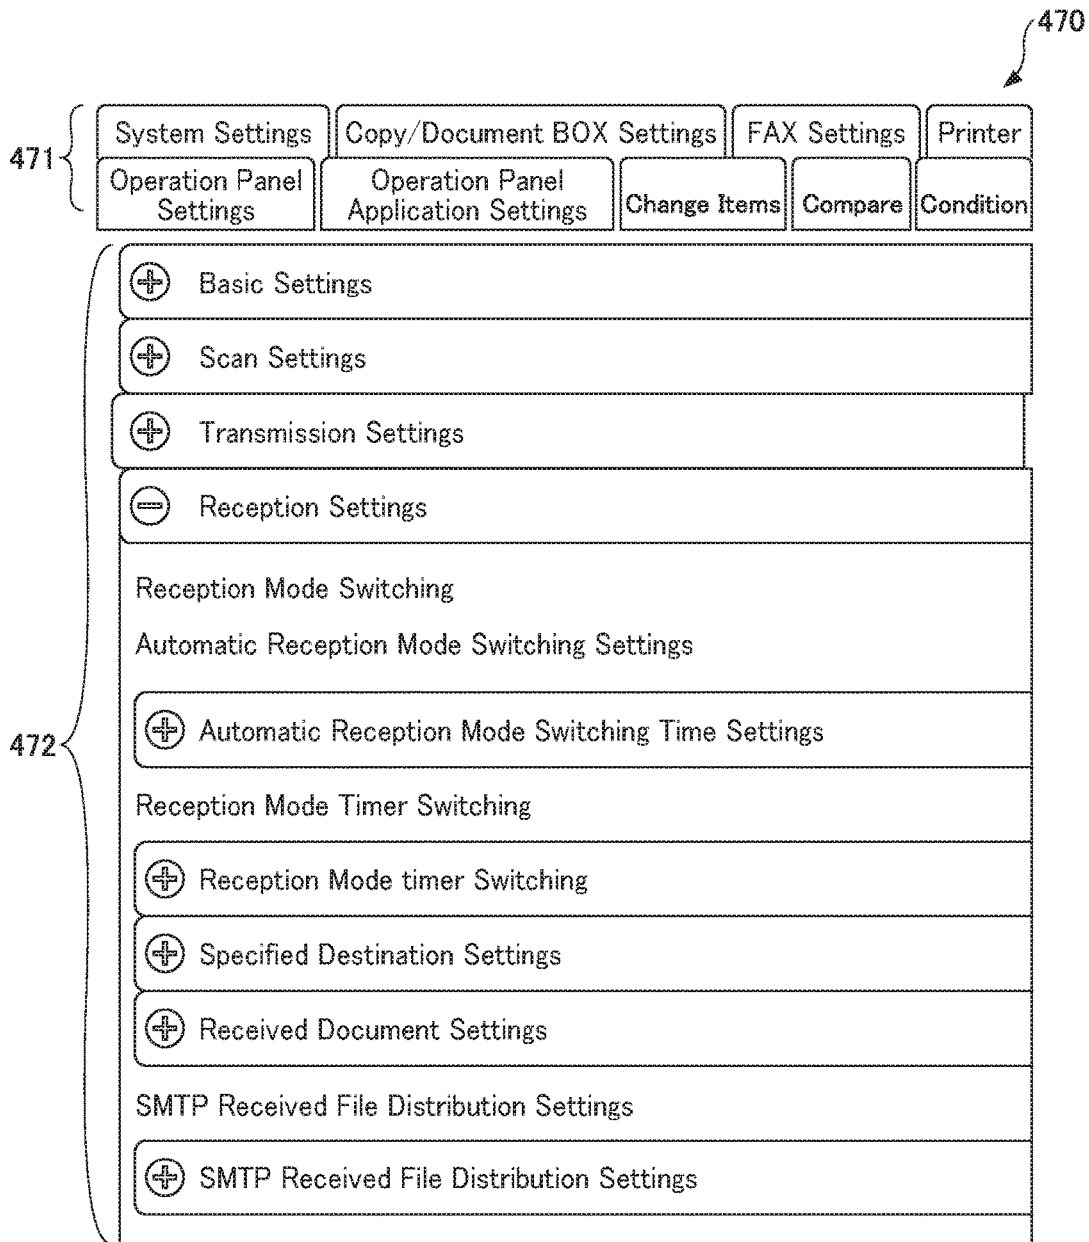 470
471
System Settings Copy/Document BOX Settings FAX Settings Printer
Operation Panel Settings Operation Panel Application Settings Change Items Compare Condition
472
Basic Settings
Scan Settings
Transmission Settings
Reception Settings
Reception Mode Switching
Automatic Reception Mode Switching Settings
Automatic Reception Mode Switching Time Settings
Reception Mode Timer Switching
Reception Mode timer Switching
Specified Destination Settings
Received Document Settings
SMTP Received File Distribution Settings
SMTP Received File Distribution Settings